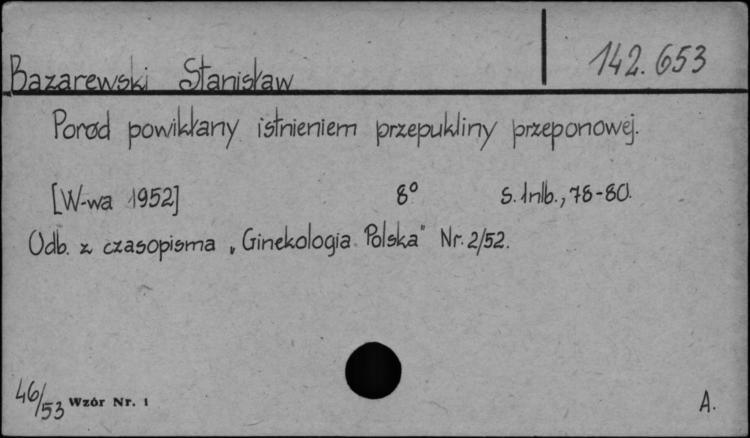 Bazarewski Stanisław
142.653
Poród powikłany istnieniem przepukliny przeponowej.
[W-wa 1952] 8° s. 1nlb., 78-80.
Odb. z czasopisma „Ginekologia Polska" Nr. 2/52.
46/53 Wzór Nr. 1 A.